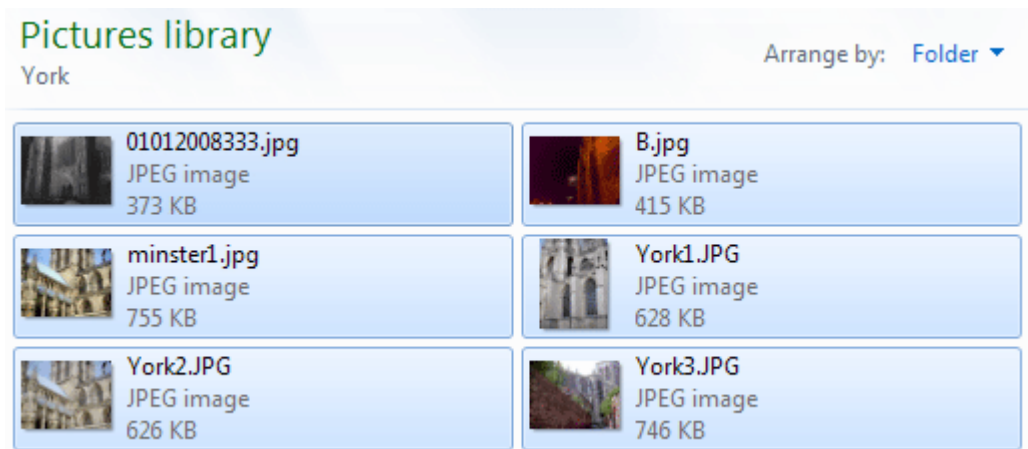 Pictures library
York
Arrange by: Folder
01012008333.jpg
JPEG image
373 KB
B.jpg
JPEG image
415 KB
minster1.jpg
JPEG image
755 KB
York1.JPG
JPEG image
628 KB
York2.JPG
JPEG image
626 KB
York3.JPG
JPEG image
746 KB